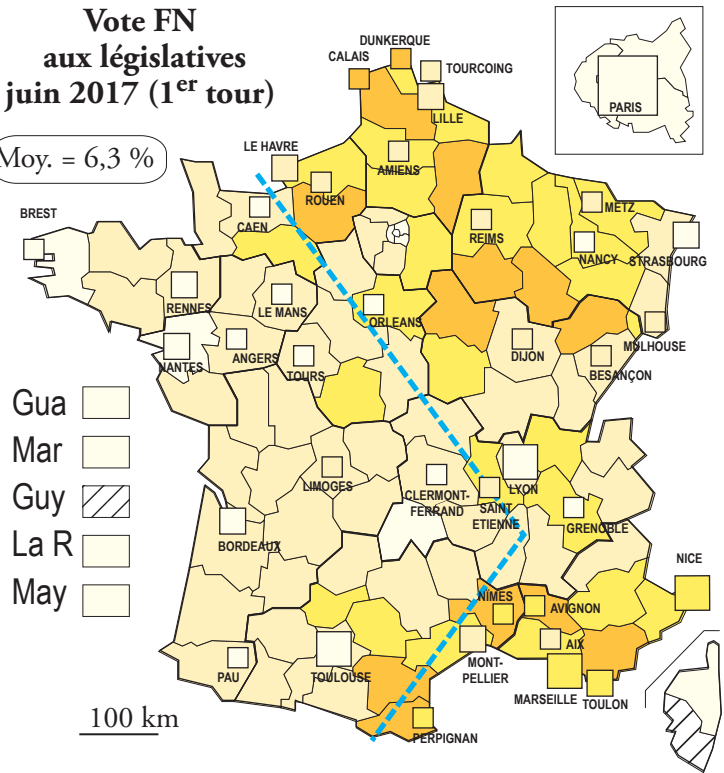 Vote FN
aux législatives
juin 2017 (1er tour)
Moy. = 6,3 %
DUNKERQUE
CALAIS
TOURCOING
LILLE
PARIS
LE HAVRE
AMIENS
ROUEN
CAEN
BREST
REIMS
METZ
NANCY
STRASBOURG
RENNES
LE MANS
ORLEANS
NANTES
ANGERS
TOURS
DIJON
MULHOUSE
BESANÇON
Gua
Mar
Guy
La R
May
LIMOGES
CLERMONT-
FERRAND
LYON
SAINT
ETIENNE
GRENOBLE
BORDEAUX
NICE
NIMES
AVIGNON
AIX
MONT-
PELLIER
PAU
TOULOUSE
MARSEILLE
TOULON
PERPIGNAN
100 km